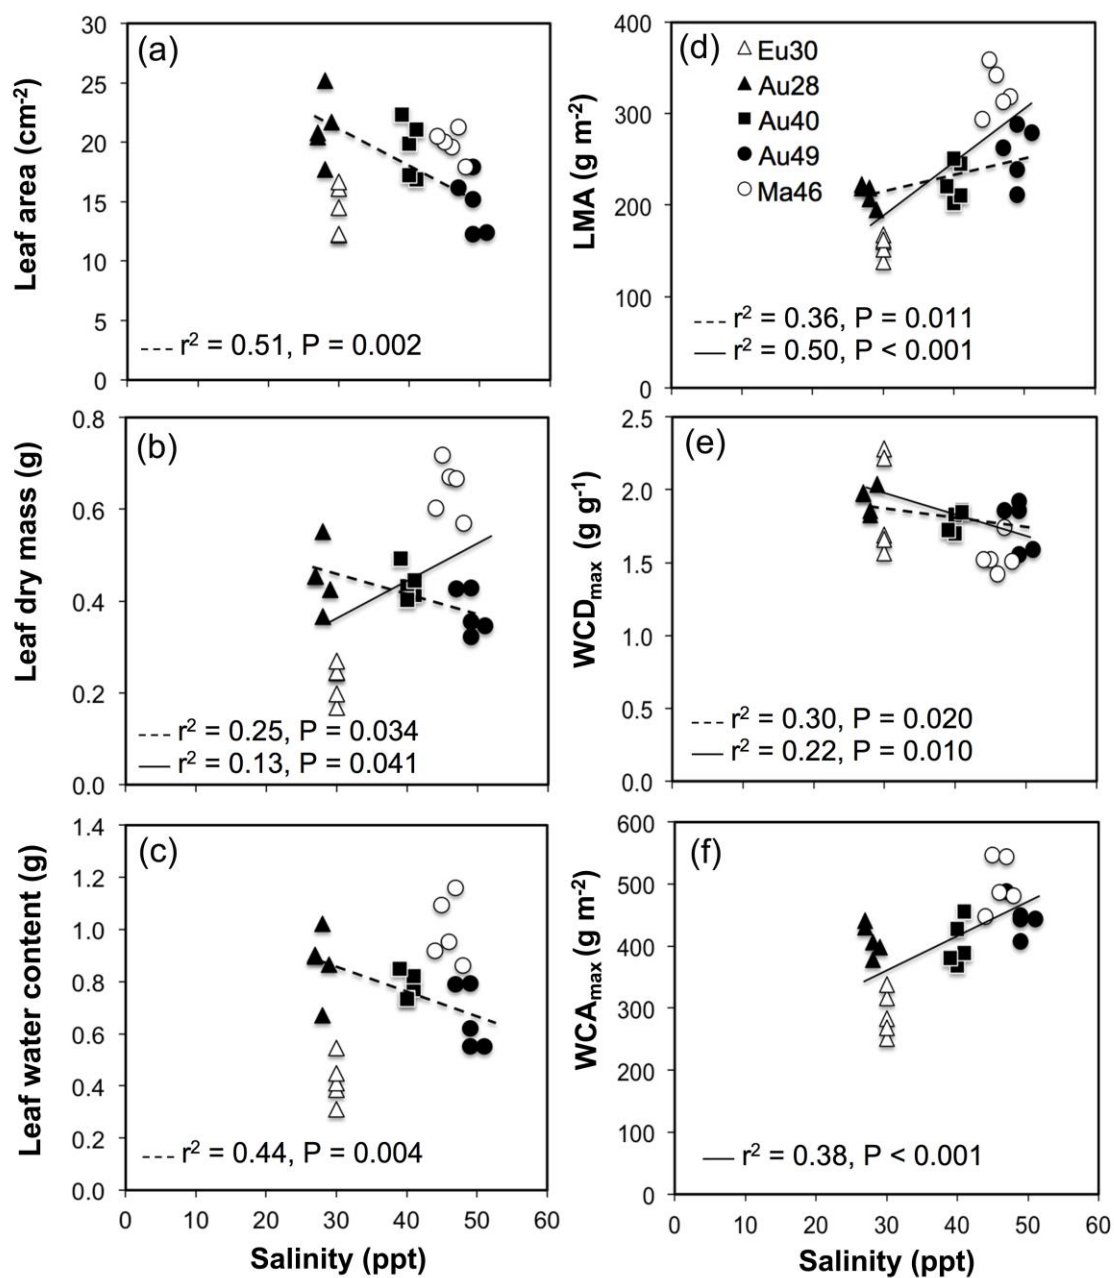 30
25
20
15
10
5
0
Leaf area (cm⁻²)
(a)
r² = 0.51, P = 0.002
400
300
200
100
0
LMA (g m⁻²)
(d)
Eu30
Au28
Au40
Au49
Ma46
r² = 0.36, P = 0.011
r² = 0.50, P < 0.001
0.8
0.6
0.4
0.2
0.0
Leaf dry mass (g)
(b)
r² = 0.25, P = 0.034
r² = 0.13, P = 0.041
2.5
2.0
1.5
1.0
0.5
0.0
WCDmax (g g⁻¹)
(e)
r² = 0.30, P = 0.020
r² = 0.22, P = 0.010
1.4
1.2
1.0
0.8
0.6
0.4
0.2
0.0
Leaf water content (g)
(c)
r² = 0.44, P = 0.004
0 10 20 30 40 50 60
Salinity (ppt)
600
500
400
300
200
100
0
WCAmax (g m⁻²)
(f)
r² = 0.38, P < 0.001
0 10 20 30 40 50 60
Salinity (ppt)